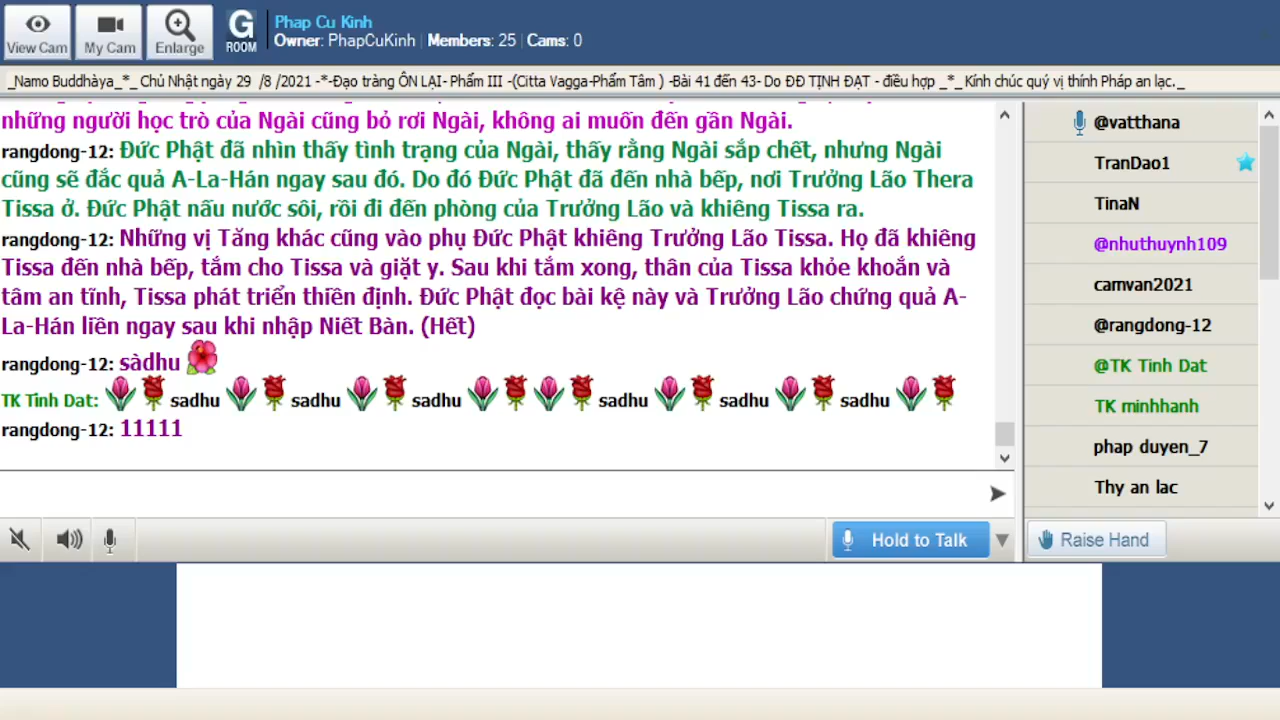 Phap Cu Kinh
Owner: PhapCuKinh | Members: 25 | Cams: 0
View Cam
My Cam
Enlarge
G
ROOM
_Namo Buddhàya_*_ Chủ Nhật ngày 29 /8 /2021 -*-Đạo tràng ÔN LẠI- Phẩm III -(Citta Vagga-Phẩm Tâm ) -Bài 41 đến 43- Do ĐĐ TỊNH ĐẠT - điều hợp _*_ Kính chúc quý vị thính Pháp an lạc._
những người học trò của Ngài cũng bỏ rơi Ngài, không ai muốn đến gần Ngài.
rangdong-12: Đức Phật đã nhìn thấy tình trạng của Ngài, thấy rằng Ngài sắp chết, nhưng Ngài
cũng sẽ đắc quả A-La-Hán ngay sau đó. Do đó Đức Phật đã đến nhà bếp, nơi Trưởng Lão Thera
Tissa ở. Đức Phật nấu nước sôi, rồi đi đến phòng của Trưởng Lão và khiêng Tissa ra.
rangdong-12: Những vị Tăng khác cũng vào phụ Đức Phật khiêng Trưởng Lão Tissa. Họ đã khiêng
Tissa đến nhà bếp, tắm cho Tissa và giặt y. Sau khi tắm xong, thân của Tissa khỏe khoắn và
tâm an tĩnh, Tissa phát triển thiền định. Đức Phật đọc bài kệ này và Trưởng Lão chứng quả A-
La-Hán liền ngay sau khi nhập Niết Bàn. (Hết)
rangdong-12: sàdhu
TK Tinh Dat: sadhu sadhu sadhu sadhu sadhu sadhu
rangdong-12: 11111
@vatthana
TranDao1
TinaN
@nhuthuynh109
camvan2021
@rangdong-12
@TK Tinh Dat
TK minhhanh
phap duyen_7
Thy an lac
Hold to Talk
Raise Hand